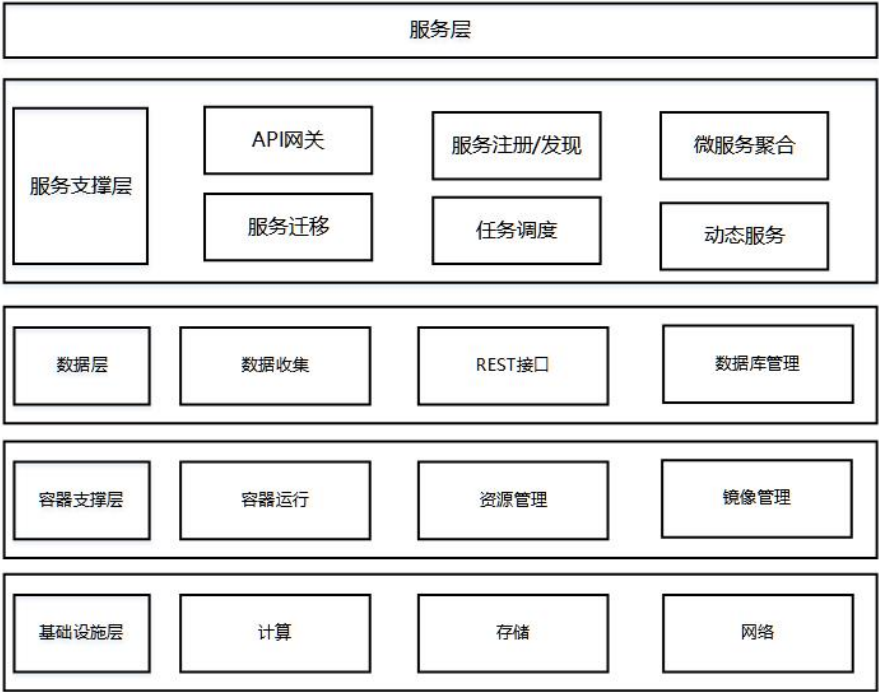 服务层
服务支撑层
API网关
服务注册/发现
微服务聚合
服务迁移
任务调度
动态服务
数据层
数据收集
REST接口
数据库管理
容器支撑层
容器运行
资源管理
镜像管理
基础设施层
计算
存储
网络